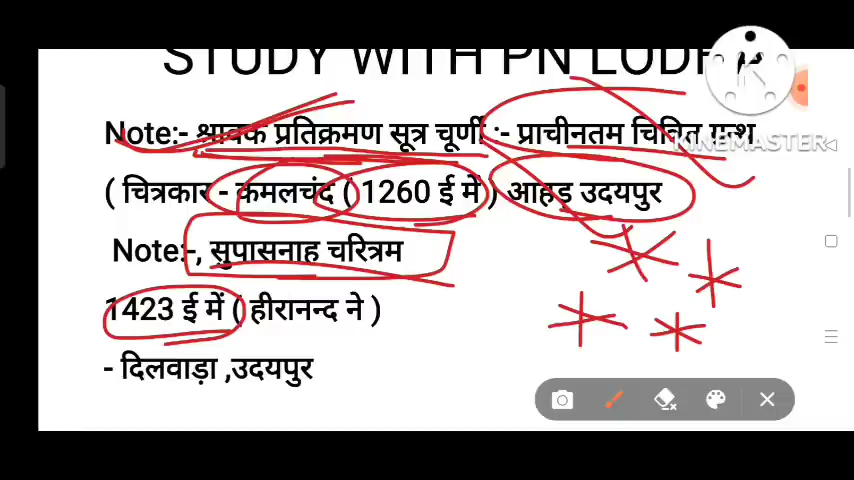 STUDY WITH PN LODHA
Note:- श्रावक प्रतिक्रमण सूत्र चूर्णी :- प्राचीनतम चित्रित ग्रन्थ
KINEMASTER
( चित्रकार - कमलचंद ( 1260 ई में ) आहड उदयपुर
Note:-, सुपासनाह चरित्रम
1423 ई में ( हीरानन्द ने )
- दिलवाड़ा ,उदयपुर